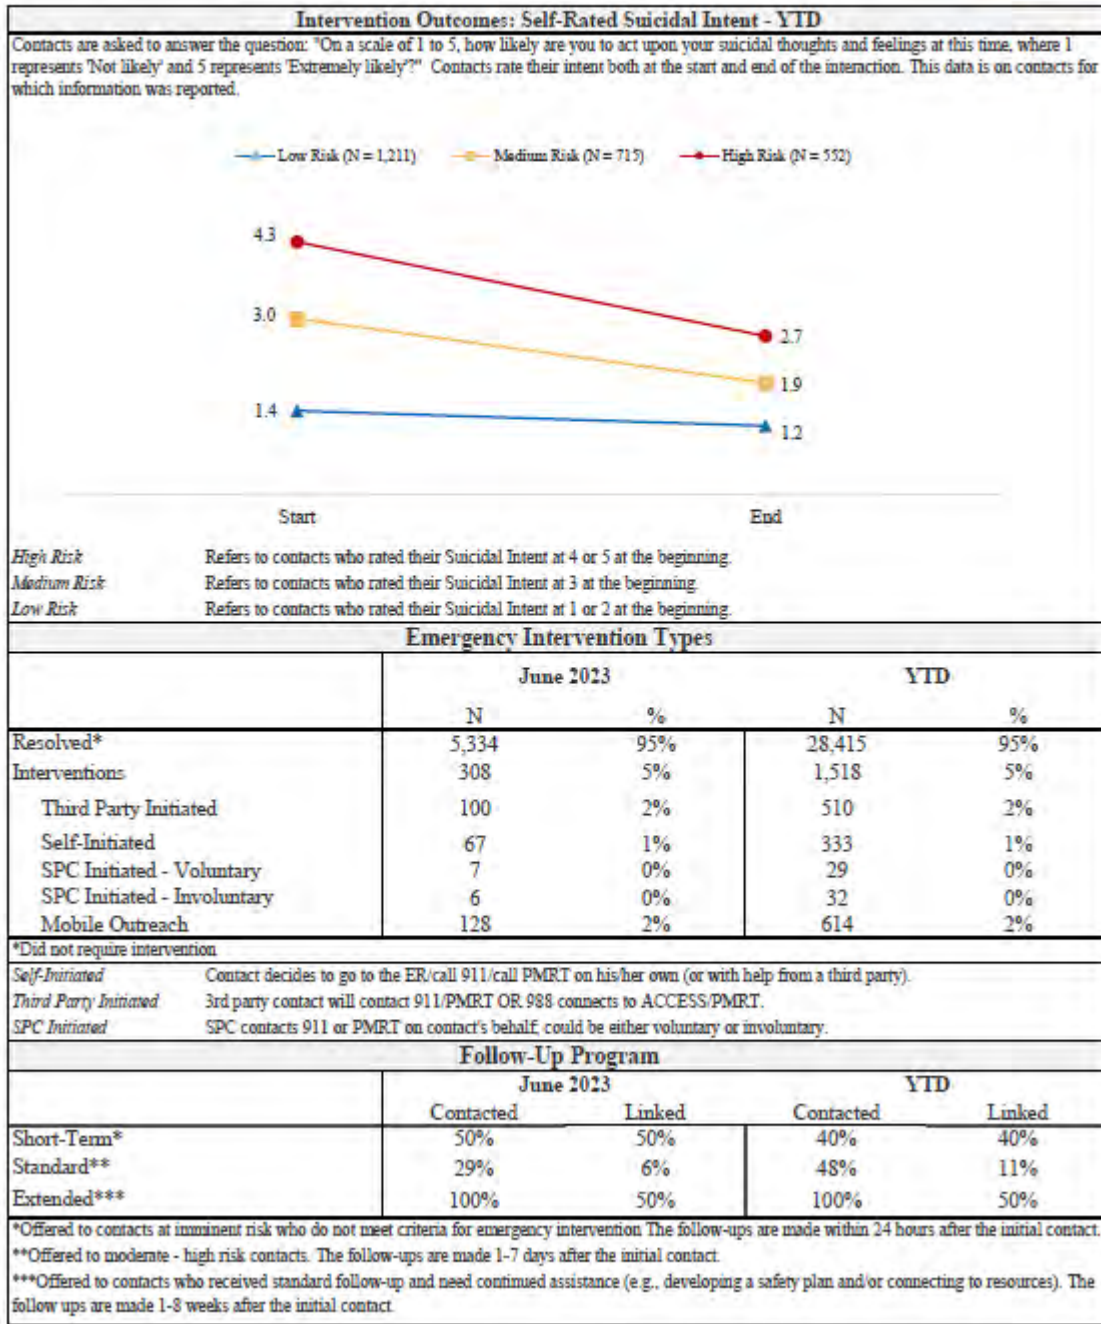 Intervention Outcomes: Self-Rated Suicidal Intent - YTD
Contacts are asked to answer the question: "On a scale of 1 to 5, how likely are you to act upon your suicidal thoughts and feelings at this time, where 1
represents 'Not likely' and 5 represents 'Extremely likely'?" Contacts rate their intent both at the start and end of the interaction. This data is on contacts for
which information was reported.
Low Risk (N = 1,211) Medium Risk (N = 715) High Risk (N = 552)
4.3
3.0
2.7
1.9
1.4
1.2
Start End
High Risk Refers to contacts who rated their Suicidal Intent at 4 or 5 at the beginning.
Medium Risk Refers to contacts who rated their Suicidal Intent at 3 at the beginning.
Low Risk Refers to contacts who rated their Suicidal Intent at 1 or 2 at the beginning.
Emergency Intervention Types
June 2023 YTD
N % N %
Resolved* 5,334 95% 28,415 95%
Interventions 308 5% 1,518 5%
Third Party Initiated 100 2% 510 2%
Self-Initiated 67 1% 333 1%
SPC Initiated - Voluntary 7 0% 29 0%
SPC Initiated - Involuntary 6 0% 32 0%
Mobile Outreach 128 2% 614 2%
*Did not require intervention
Self-Initiated Contact decides to go to the ER/call 911/call PMRT on his/her own (or with help from a third party).
Third Party Initiated 3rd party contact will contact 911/PMRT OR 988 connects to ACCESS/PMRT.
SPC Initiated SPC contacts 911 or PMRT on contact's behalf, could be either voluntary or involuntary.
Follow-Up Program
June 2023 YTD
Contacted Linked Contacted Linked
Short-Term* 50% 50% 40% 40%
Standard** 29% 6% 48% 11%
Extended*** 100% 50% 100% 50%
*Offered to contacts at imminent risk who do not meet criteria for emergency intervention The follow-ups are made within 24 hours after the initial contact.
**Offered to moderate - high risk contacts. The follow-ups are made 1-7 days after the initial contact.
***Offered to contacts who received standard follow-up and need continued assistance (e.g., developing a safety plan and/or connecting to resources). The
follow ups are made 1-8 weeks after the initial contact.